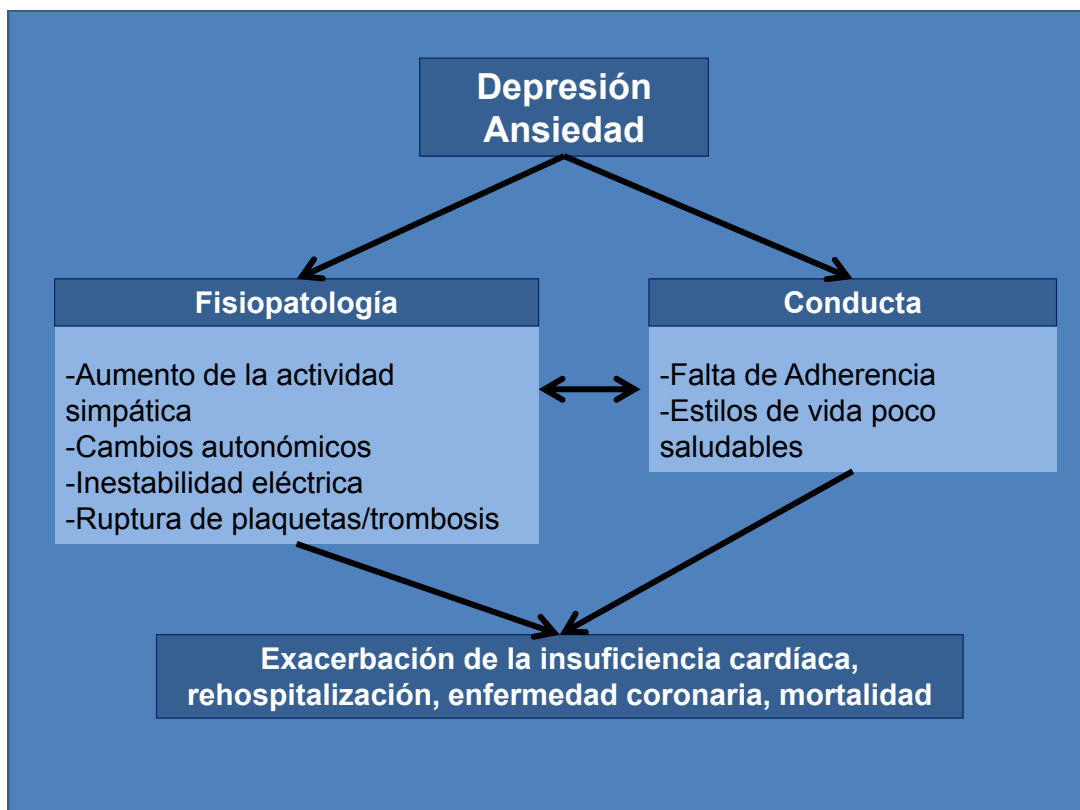 Depresión
Ansiedad
Fisiopatología
-Aumento de la actividad
simpática
-Cambios autonómicos
-Inestabilidad eléctrica
-Ruptura de plaquetas/trombosis
Conducta
-Falta de Adherencia
-Estilos de vida poco
saludables
Exacerbación de la insuficiencia cardíaca,
rehospitalización, enfermedad coronaria, mortalidad